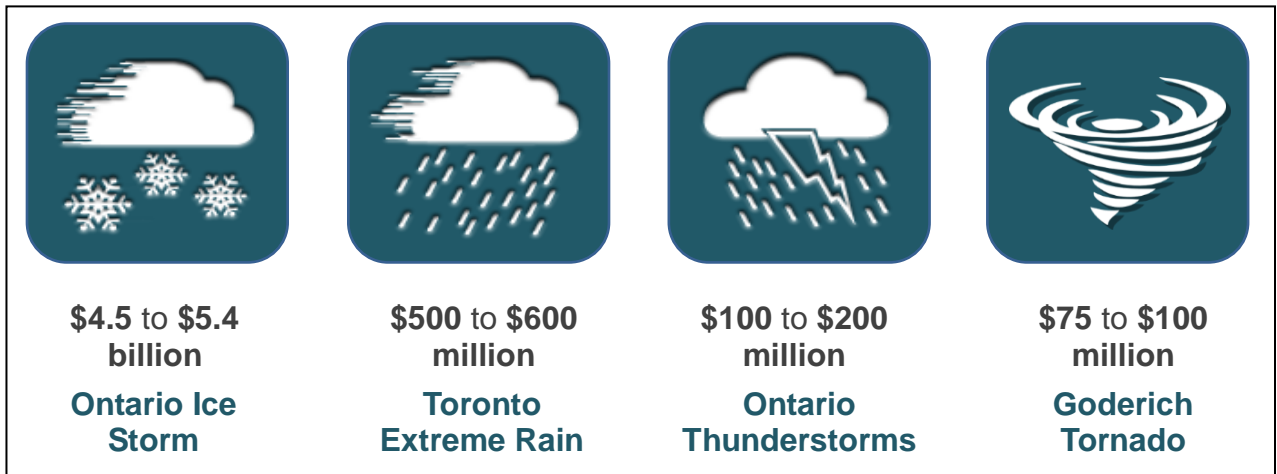 $4.5 to $5.4
billion
Ontario Ice
Storm
$500 to $600
million
Toronto
Extreme Rain
$100 to $200
million
Ontario
Thunderstorms
$75 to $100
million
Goderich
Tornado